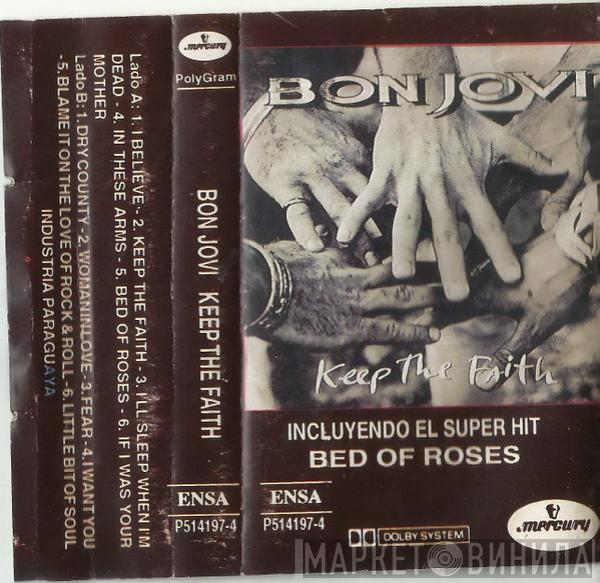 Lado A: 1. I BELIEVE - 2. KEEP THE FAITH - 3. I'LL SLEEP WHEN I'M
DEAD - 4. IN THESE ARMS - 5. BED OF ROSES - 6. IF I WAS YOUR
MOTHER
Lado B: 1. DRY COUNTY - 2. WOMAN IN LOVE - 3. FEAR - 4. I WANT YOU
- 5. BLAME IT ON THE LOVE OF ROCK & ROLL - 6. LITTLE BIT OF SOUL
INDUSTRIA PARAGUAYA
mercury
PolyGram
BON JOVI KEEP THE FAITH
ENSA
P514197-4
BON JOVI
Keep The Faith
INCLUYENDO EL SUPER HIT
BED OF ROSES
ENSA
P514197-4
DOLBY SYSTEM
mercury
МАРКЕТ ВИНИЛА